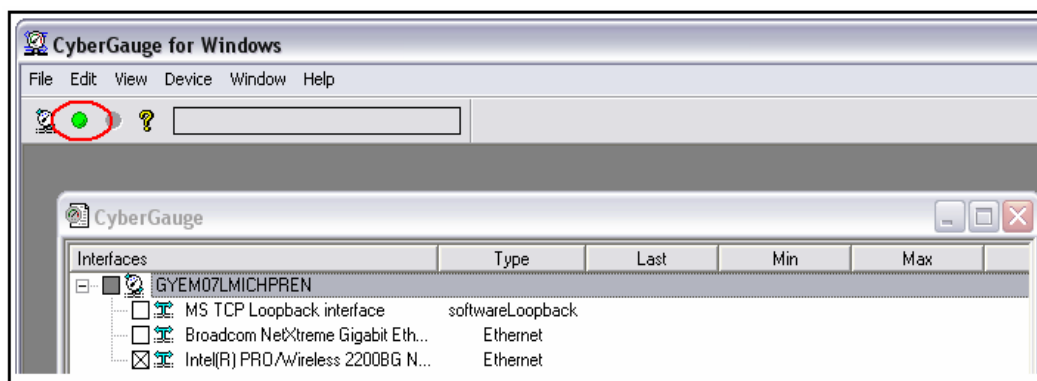 CyberGauge for Windows
File Edit View Device Window Help
CyberGauge
Interfaces Type Last Min Max
GYEM07LMICHPREN
MS TCP Loopback interface softwareLoopback
Broadcom NetXtreme Gigabit Eth... Ethernet
Intel(R) PRO/Wireless 2200BG N... Ethernet